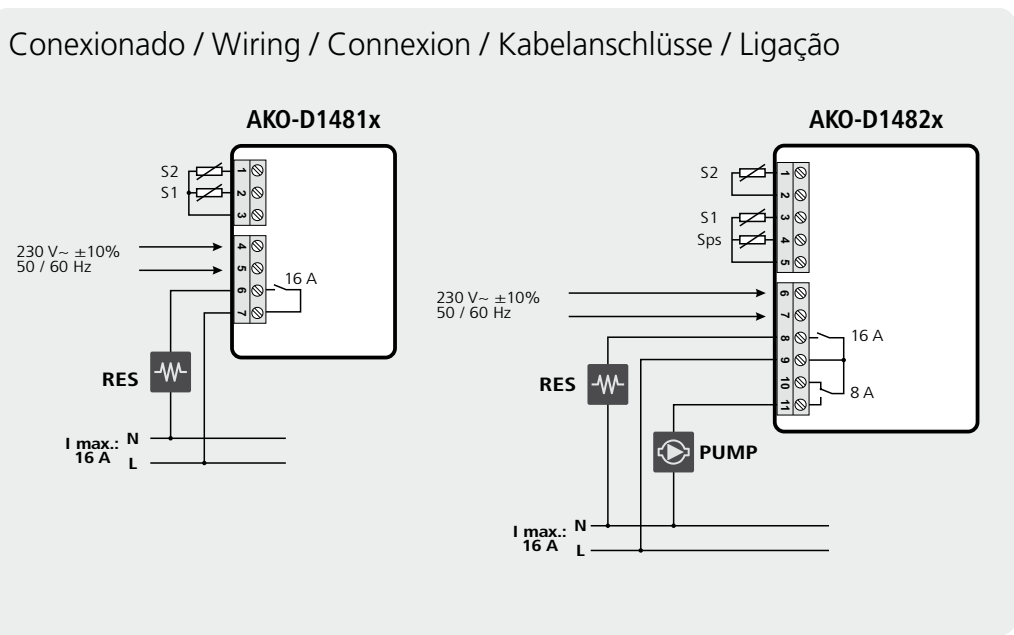 Conexionado / Wiring / Connexion / Kabelanschlüsse / Ligação
AKO-D1481x
S2
S1
1
2
3
230 V~ ±10%
50 / 60 Hz
4
5
6
7
16 A
RES
I max.:
16 A
N
L
AKO-D1482x
S2
S1
Sps
1
2
3
4
5
230 V~ ±10%
50 / 60 Hz
6
7
8
9
10
11
16 A
8 A
RES
PUMP
I max.:
16 A
N
L